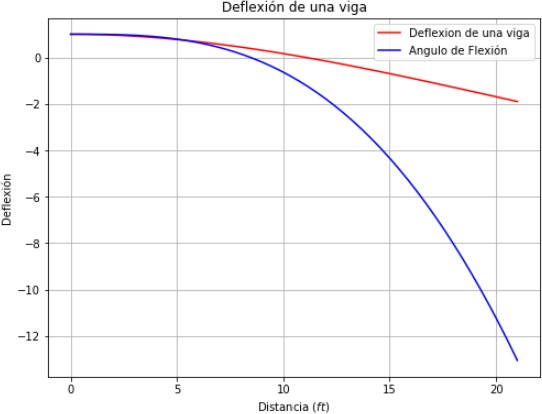 Deflexión de una viga
Deflexion de una viga
Angulo de Flexión
Deflexión
0
−2
−4
−6
−8
−10
−12
0 5 10 15 20
Distancia (ft)